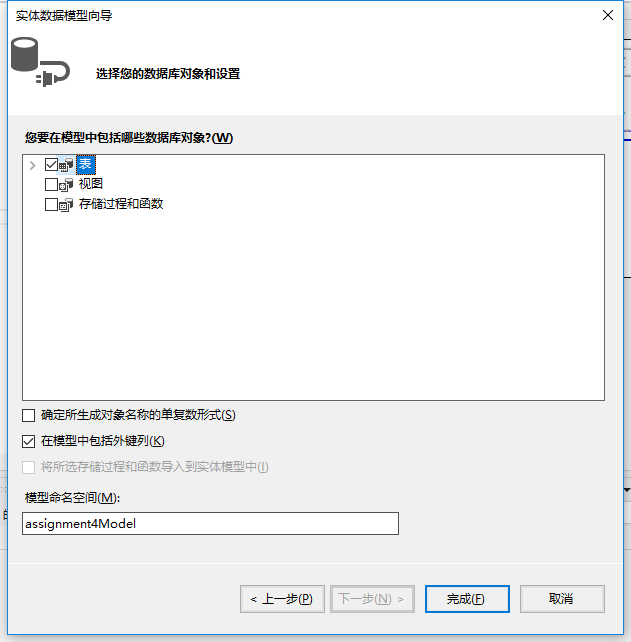 实体数据模型向导
选择您的数据库对象和设置
您要在模型中包括哪些数据库对象?(W)
表
视图
存储过程和函数
确定所生成对象名称的单复数形式(S)
在模型中包括外键列(K)
将所选存储过程和函数导入到实体模型中(I)
模型命名空间(M):
assignment4Model
< 上一步(P)
下一步(N) >
完成(F)
取消